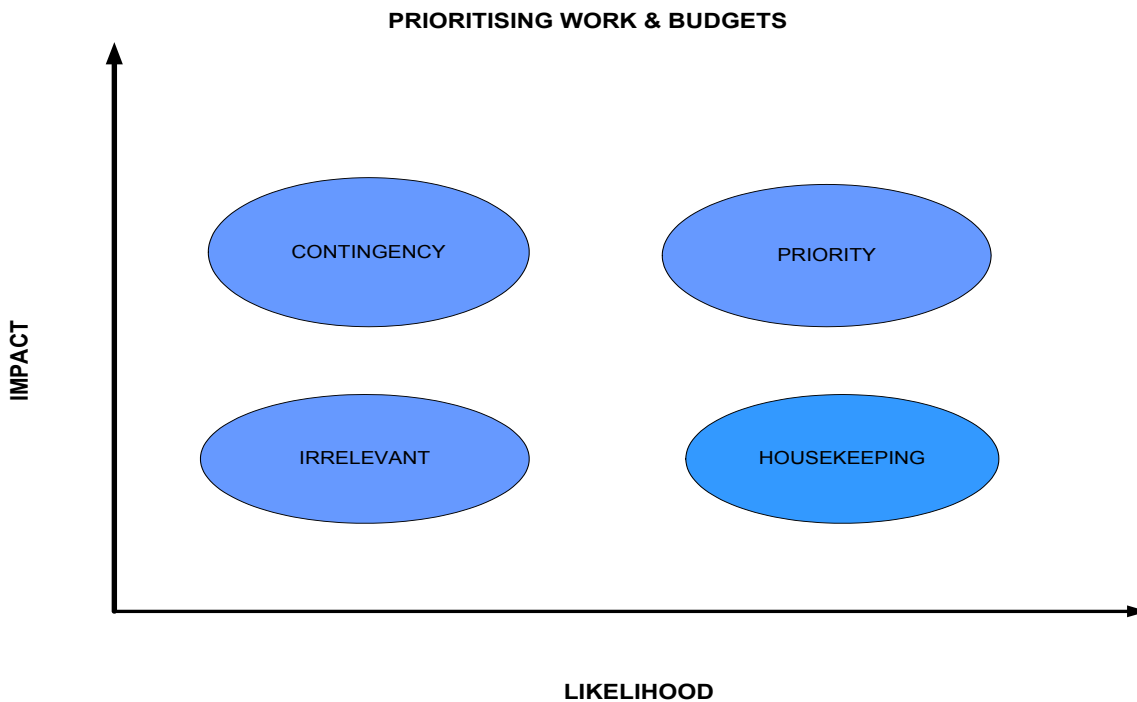 PRIORITISING WORK & BUDGETS
CONTINGENCY
PRIORITY
IMPACT
IRRELEVANT
HOUSEKEEPING
LIKELIHOOD